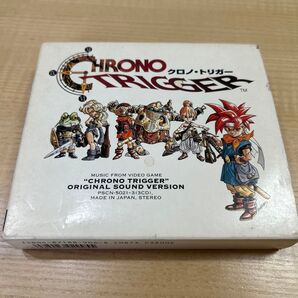 CHRONO
TRIGGER
クロノ・トリガー
TM
MUSIC FROM VIDEO GAME
"CHRONO TRIGGER"
ORIGINAL SOUND VERSION
PSCN-5021~3(3CD),
MADE IN JAPAN, STEREO